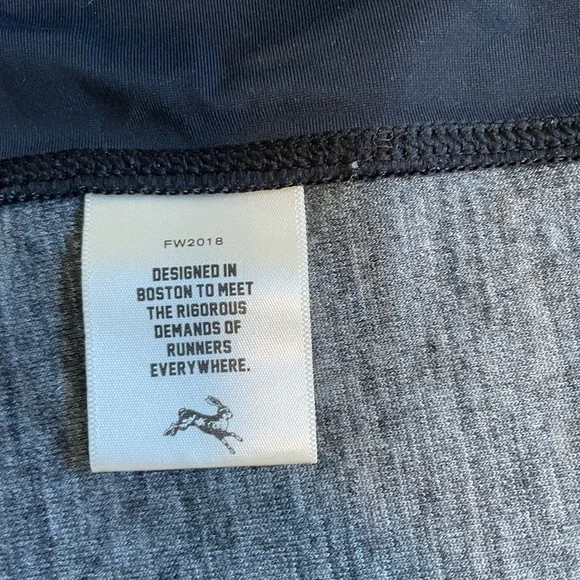 FW2018
DESIGNED IN
BOSTON TO MEET
THE RIGOROUS
DEMANDS OF
RUNNERS
EVERYWHERE.